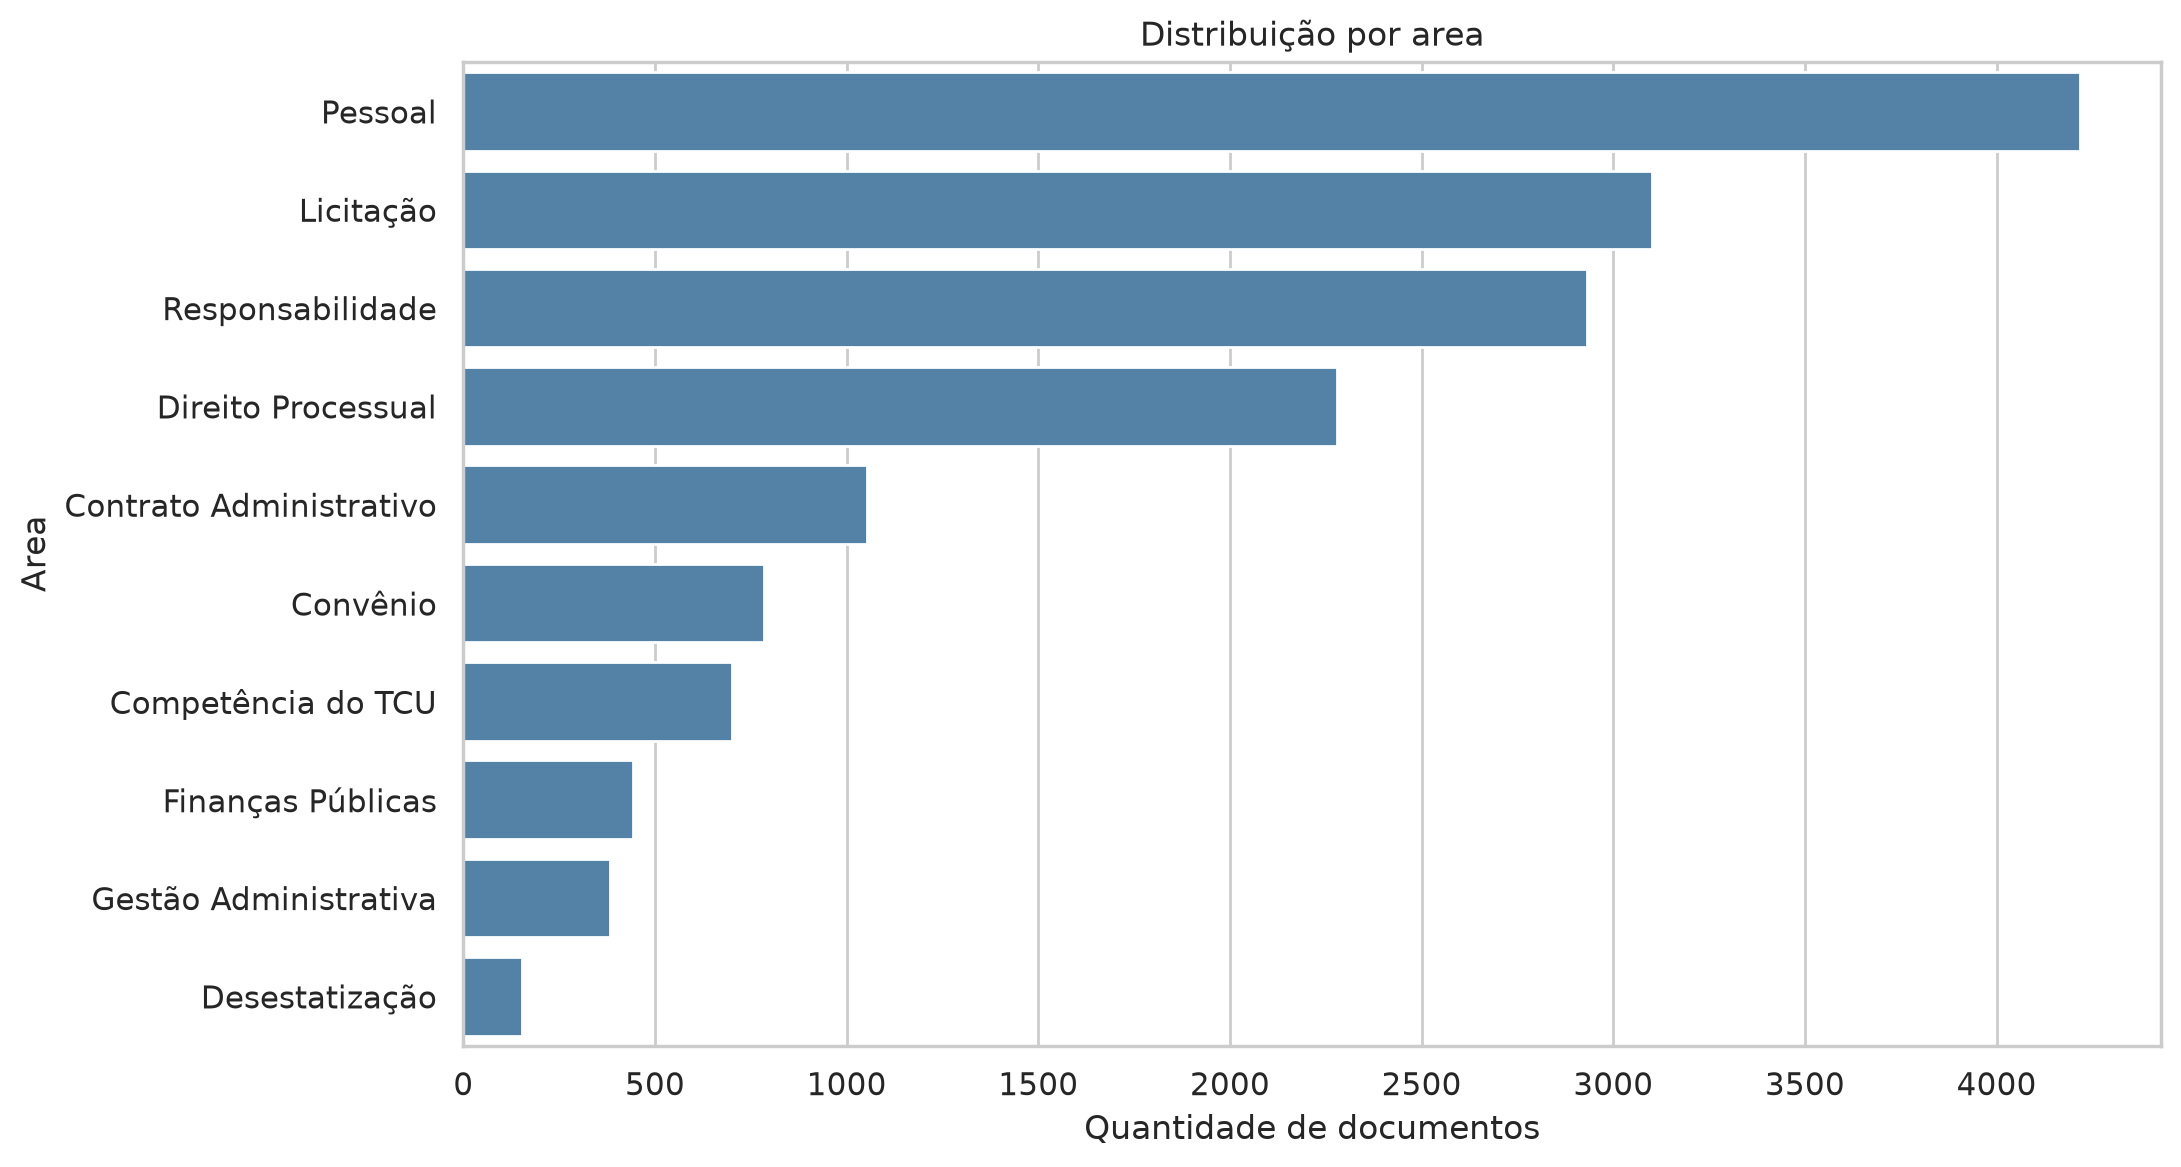 Distribuição por area
Pessoal
Licitação
Responsabilidade
Direito Processual
Contrato Administrativo
Convênio
Competência do TCU
Finanças Públicas
Gestão Administrativa
Desestatização
Area
0 500 1000 1500 2000 2500 3000 3500 4000
Quantidade de documentos